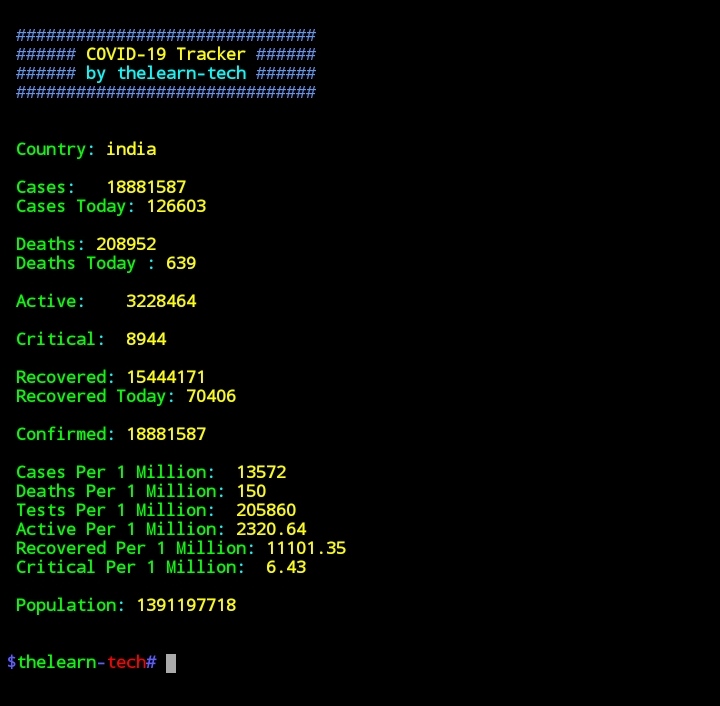 ##############################
###### COVID-19 Tracker ######
###### by thelearn-tech ######
##############################
Country: india
Cases:   18881587
Cases Today: 126603
Deaths: 208952
Deaths Today : 639
Active:    3228464
Critical:  8944
Recovered: 15444171
Recovered Today: 70406
Confirmed: 18881587
Cases Per 1 Million:  13572
Deaths Per 1 Million: 150
Tests Per 1 Million:  205860
Active Per 1 Million: 2320.64
Recovered Per 1 Million: 11101.35
Critical Per 1 Million:  6.43
Population: 1391197718
$thelearn-tech#